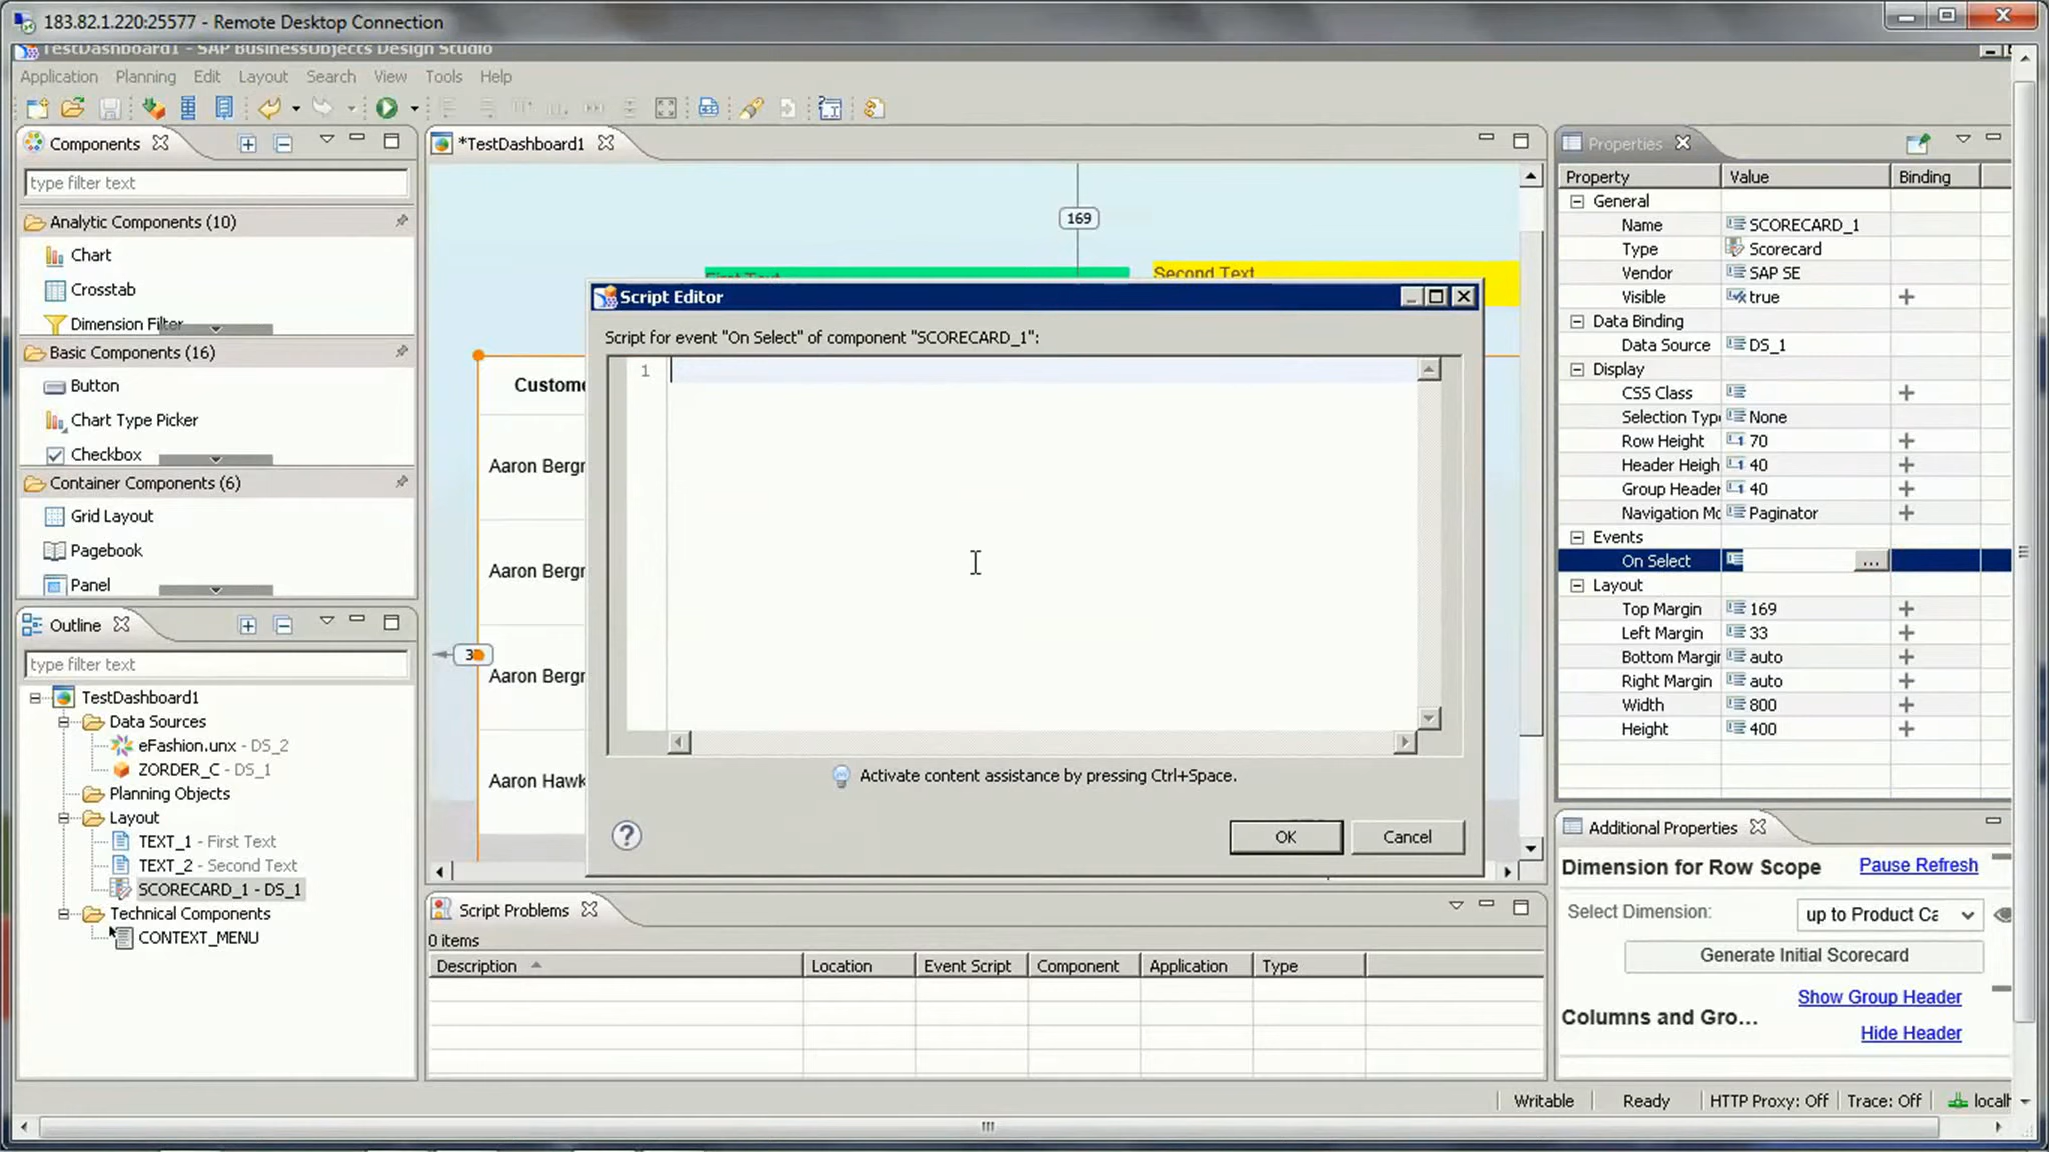 183.82.1.220:25577 - Remote Desktop Connection
TestDashboard1 - SAP BusinessObjects Design Studio
Application Planning Edit Layout Search View Tools Help
Components
type filter text
Analytic Components (10)
Chart
Crosstab
Dimension Filter
Basic Components (16)
Button
Chart Type Picker
Checkbox
Container Components (6)
Grid Layout
Pagebook
Panel
Outline
type filter text
TestDashboard1
Data Sources
eFashion.unx - DS_2
ZORDER_C - DS_1
Planning Objects
Layout
TEXT_1 - First Text
TEXT_2 - Second Text
SCORECARD_1 - DS_1
Technical Components
CONTEXT_MENU
*TestDashboard1
169
First Text
Second Text
Custome
Aaron Bergr
Aaron Bergr
Aaron Bergr
Aaron Hawk
3
Script Editor
Script for event "On Select" of component "SCORECARD_1":
1
Activate content assistance by pressing Ctrl+Space.
? OK Cancel
Script Problems
0 items
Description Location Event Script Component Application Type
Properties
Property Value Binding
General
Name SCORECARD_1
Type Scorecard
Vendor SAP SE
Visible true
Data Binding
Data Source DS_1
Display
CSS Class
Selection Typ None
Row Height 70
Header Heigh 40
Group Header 40
Navigation Mo Paginator
Events
On Select ...
Layout
Top Margin 169
Left Margin 33
Bottom Margin auto
Right Margin auto
Width 800
Height 400
Additional Properties
Dimension for Row Scope Pause Refresh
Select Dimension: up to Product Ca
Generate Initial Scorecard
Show Group Header
Columns and Gro...
Hide Header
Writable Ready HTTP Proxy: Off Trace: Off localh